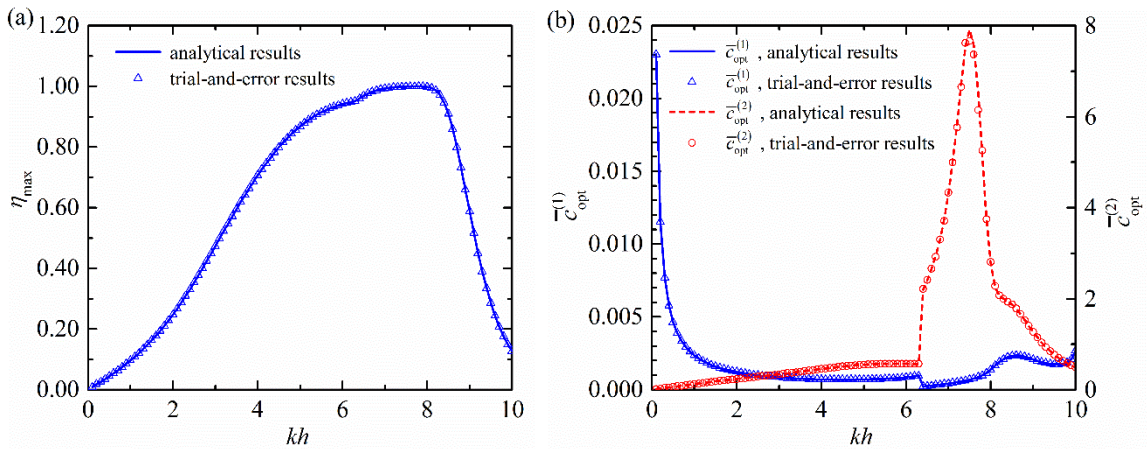 (a)
1.20
1.00
0.80
0.60
0.40
0.20
0.00
η_max
analytical results
trial-and-error results
0 2 4 6 8 10
kh
(b)
0.025
0.020
0.015
0.010
0.005
0.000
c̅_opt^(1)
c̅_opt^(1) , analytical results
c̅_opt^(1) , trial-and-error results
c̅_opt^(2) , analytical results
c̅_opt^(2) , trial-and-error results
8
6
4
2
0
c̅_opt^(2)
0 2 4 6 8 10
kh